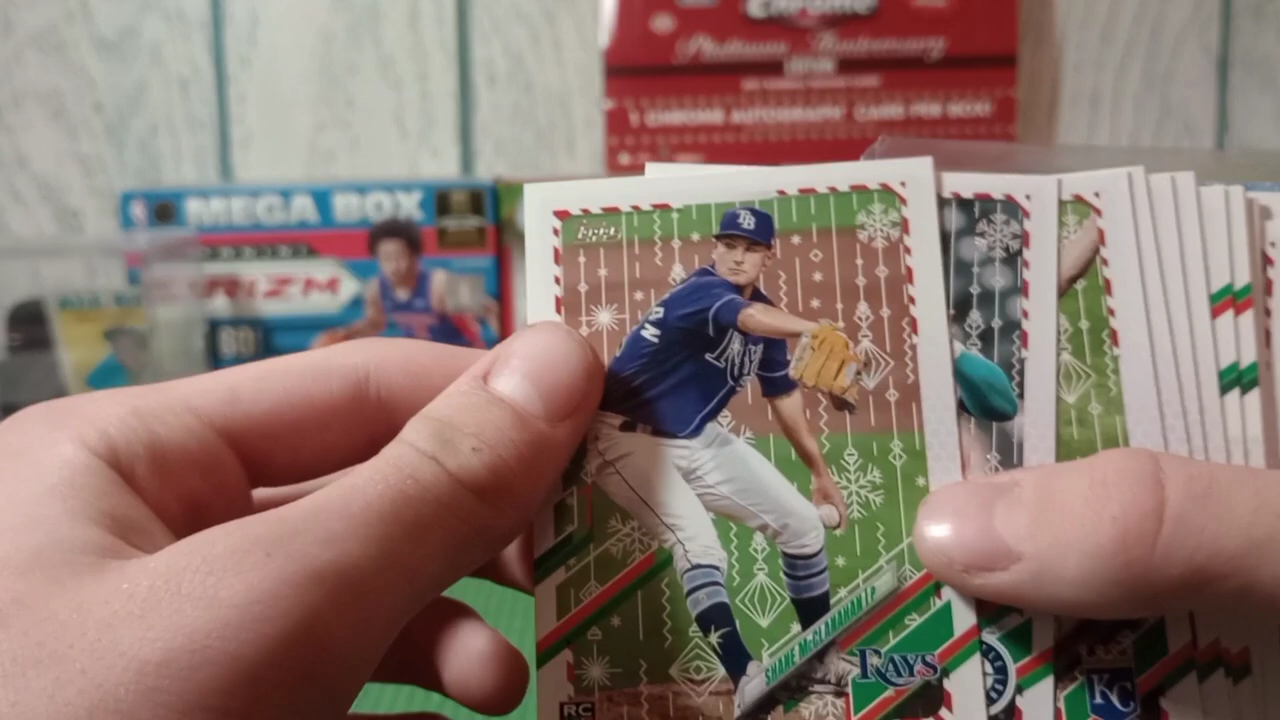 Chrome
Platinum Anniversary
1 CHROME AUTOGRAPH CARD PER BOX!
MEGA BOX
PRIZM
60
Topps
TB
SHANE McCLANAHAN LP
RAYS
RC
KC